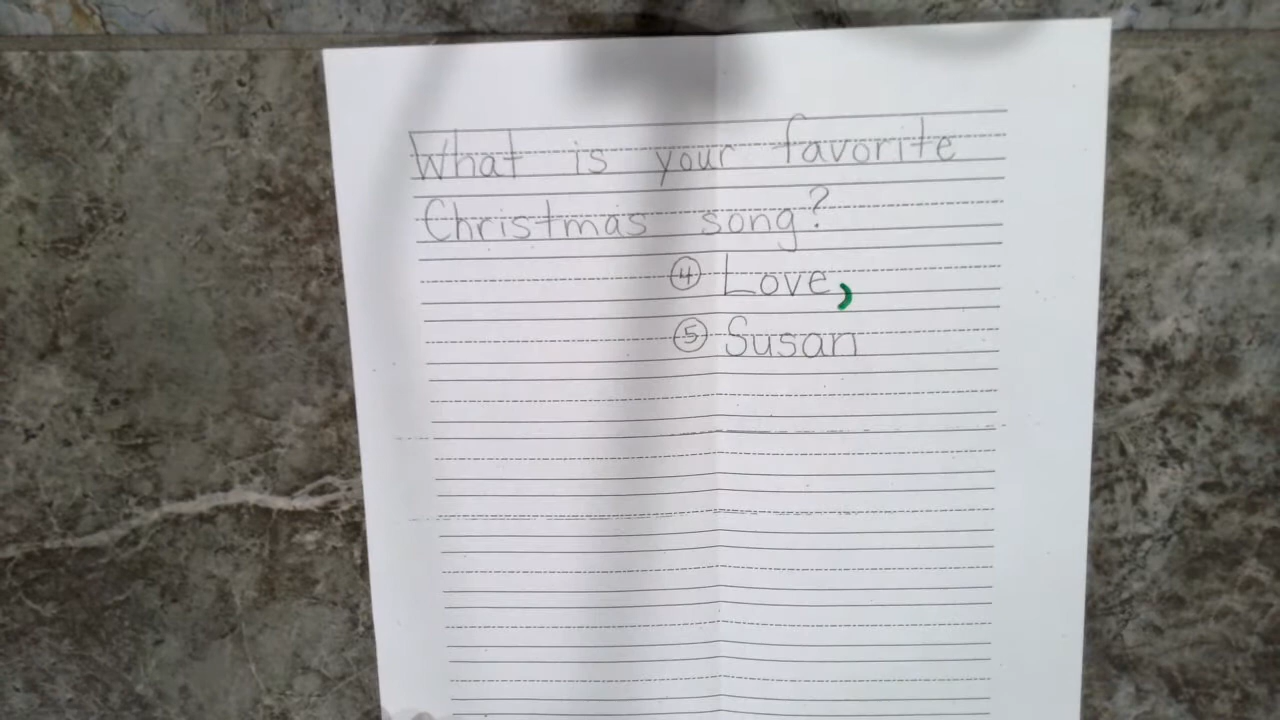 What is your favorite
Christmas song?
④ Love,
⑤ Susan